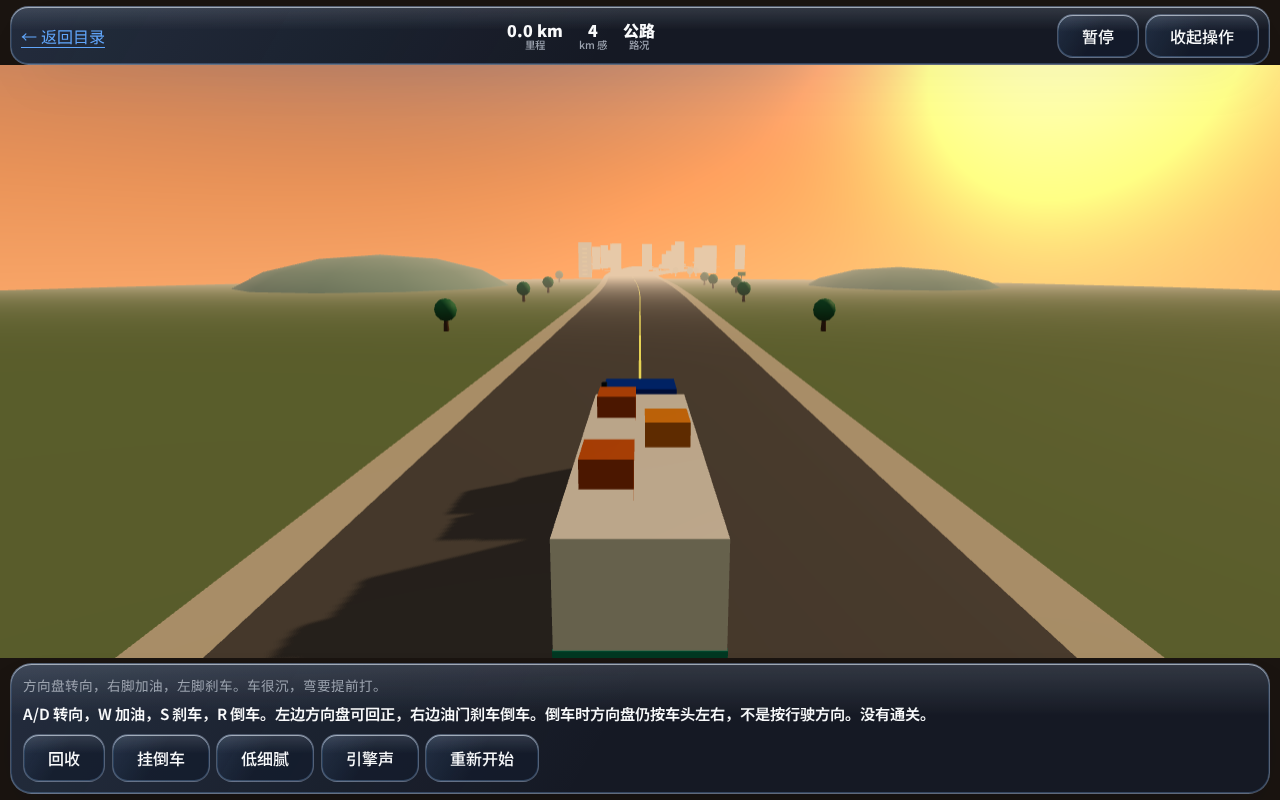 ← 返回目录
0.0 km
里程
4
km 感
公路
路况
暂停
收起操作
方向盘转向，右脚加油，左脚刹车。车很沉，弯要提前打。
A/D 转向，W 加油，S 刹车，R 倒车。左边方向盘可回正，右边油门刹车倒车。倒车时方向盘仍按车头左右，不是按行驶方向。没有通关。
回收
挂倒车
低细腻
引擎声
重新开始